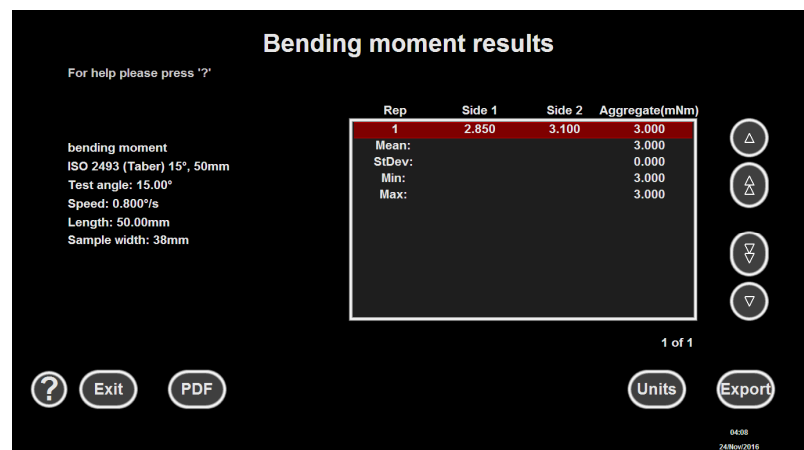 Bending moment results
For help please press '?'
Rep Side 1 Side 2 Aggregate(mNm)
1 2.850 3.100 3.000
Mean: 3.000
StDev: 0.000
Min: 3.000
Max: 3.000
bending moment
ISO 2493 (Taber) 15°, 50mm
Test angle: 15.00°
Speed: 0.800°/s
Length: 50.00mm
Sample width: 38mm
1 of 1
? Exit PDF Units Export
04:08
24/Nov/2016